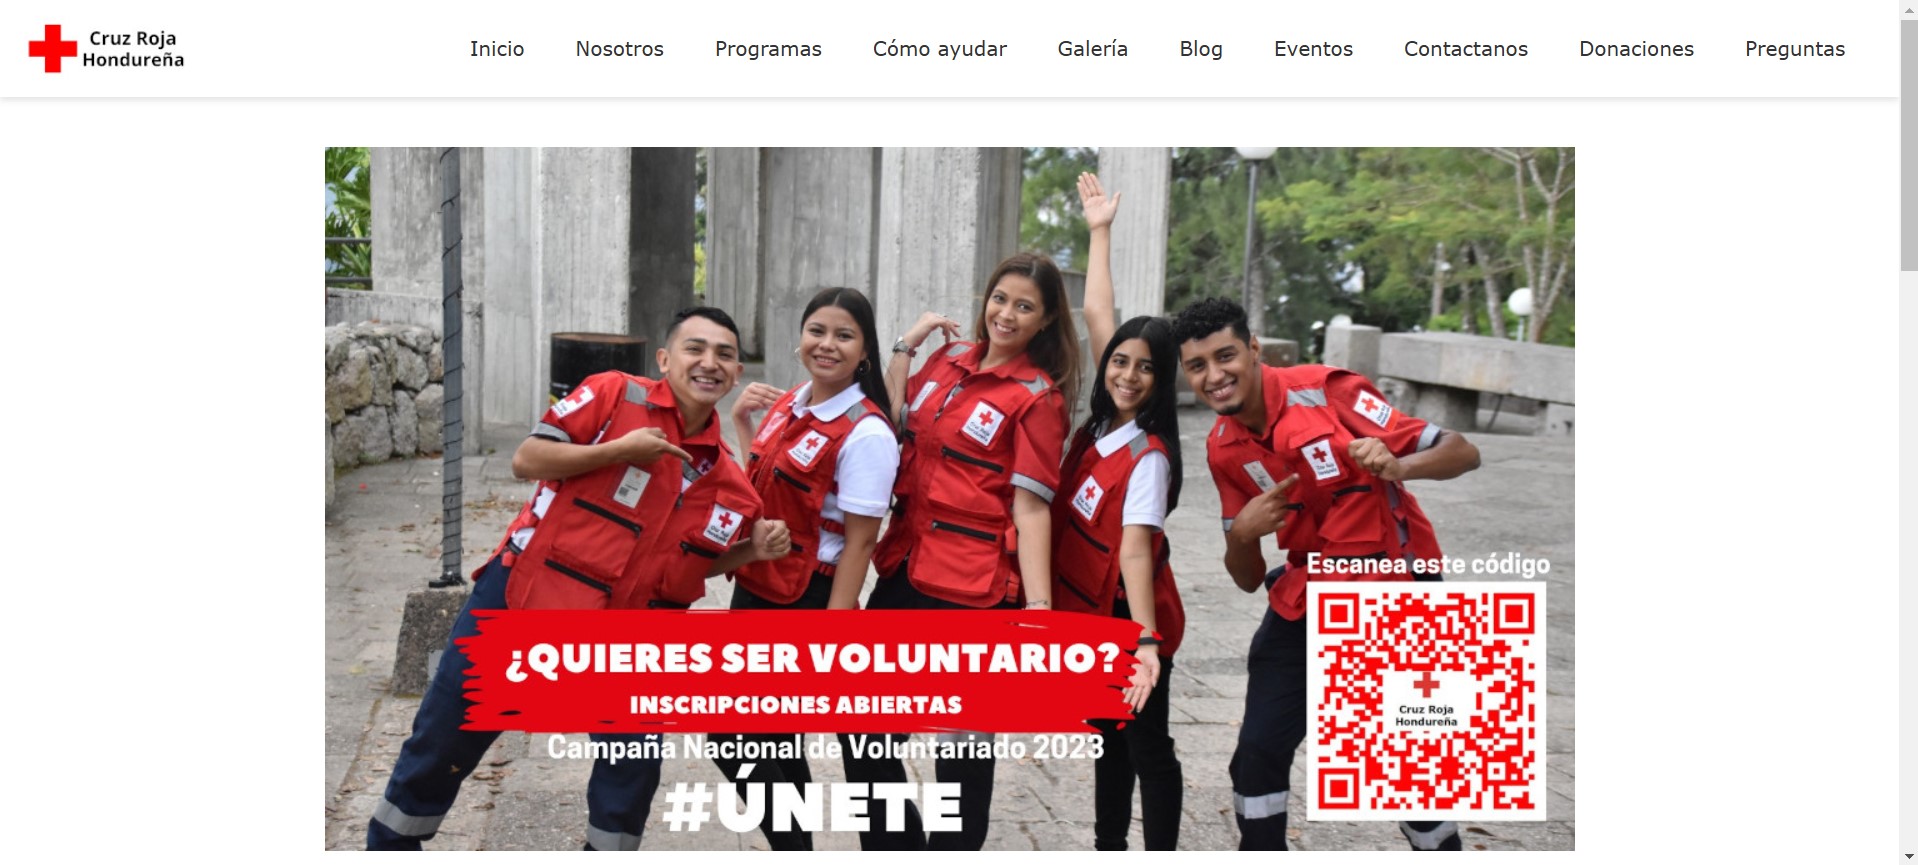 Cruz Roja
Hondureña
Inicio
Nosotros
Programas
Cómo ayudar
Galería
Blog
Eventos
Contactanos
Donaciones
Preguntas
Escanea este código
¿QUIERES SER VOLUNTARIO?
INSCRIPCIONES ABIERTAS
Campaña Nacional de Voluntariado 2023
#ÚNETE
Cruz Roja
Hondureña